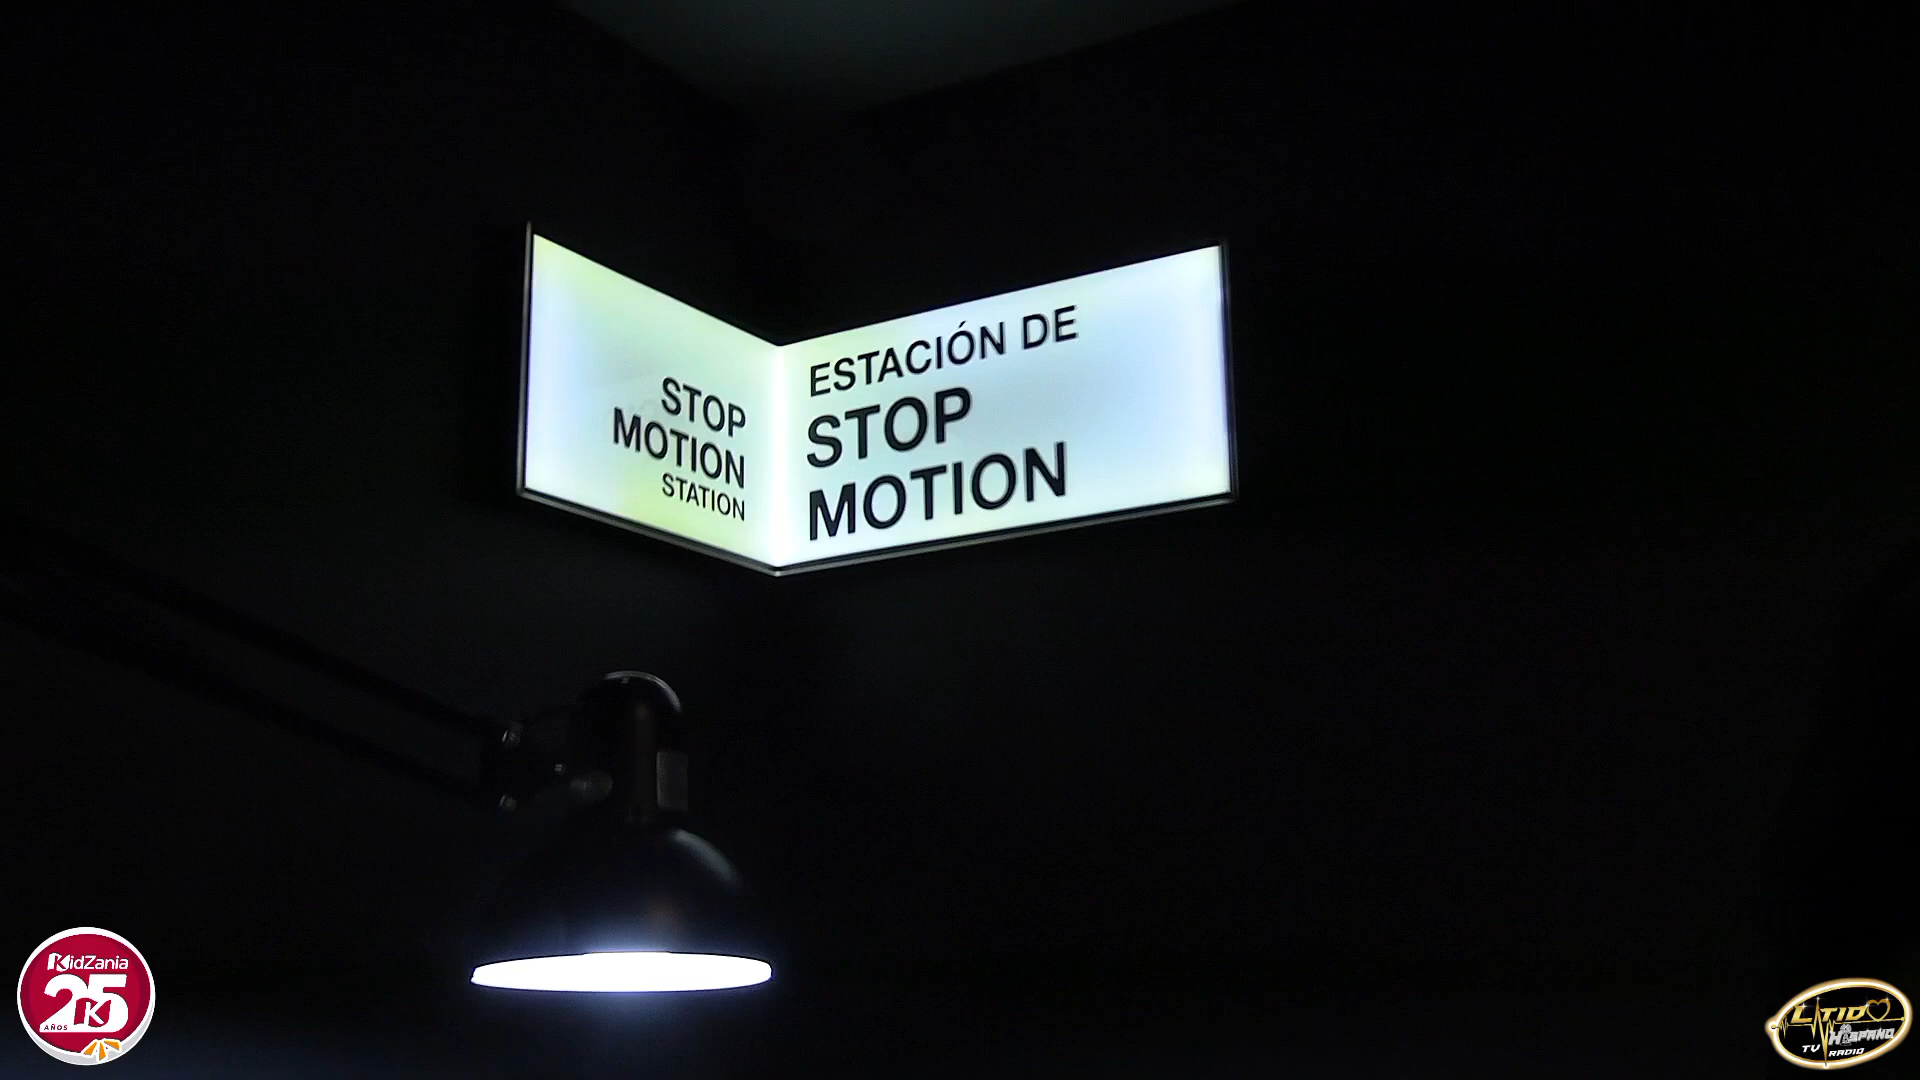 STOP
MOTION
STATION
ESTACIÓN DE
STOP
MOTION
KidZania
25
AÑOS
LATIDO
HISPANO
TV RADIO